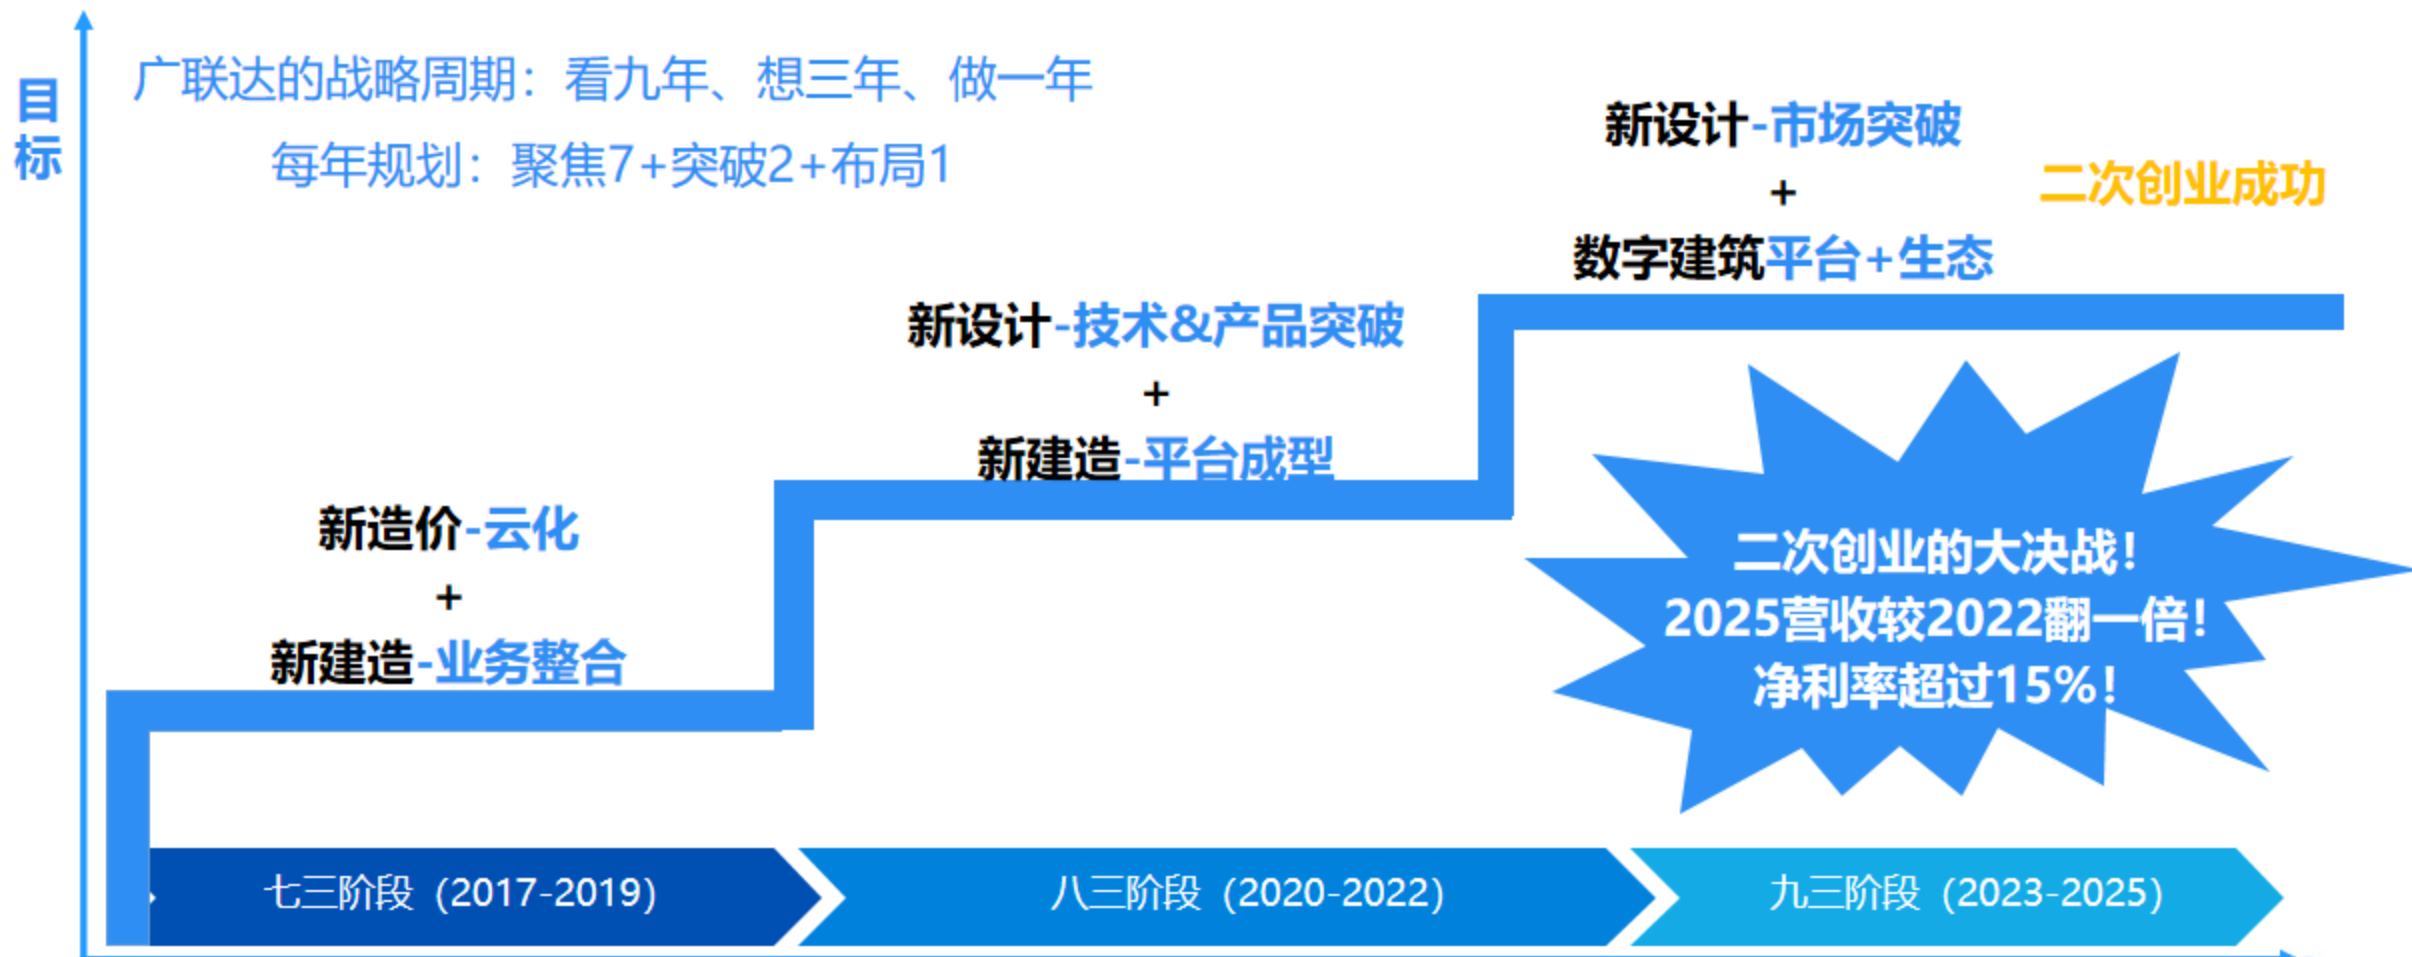 目标
广联达的战略周期：看九年、想三年、做一年
每年规划：聚焦7+突破2+布局1
新造价-云化
+
新建造-业务整合
新设计-技术&产品突破
+
新建造-平台成型
新设计-市场突破
+
数字建筑平台+生态
二次创业成功
二次创业的大决战！
2025营收较2022翻一倍！
净利率超过15%！
七三阶段（2017-2019）
八三阶段（2020-2022）
九三阶段（2023-2025）